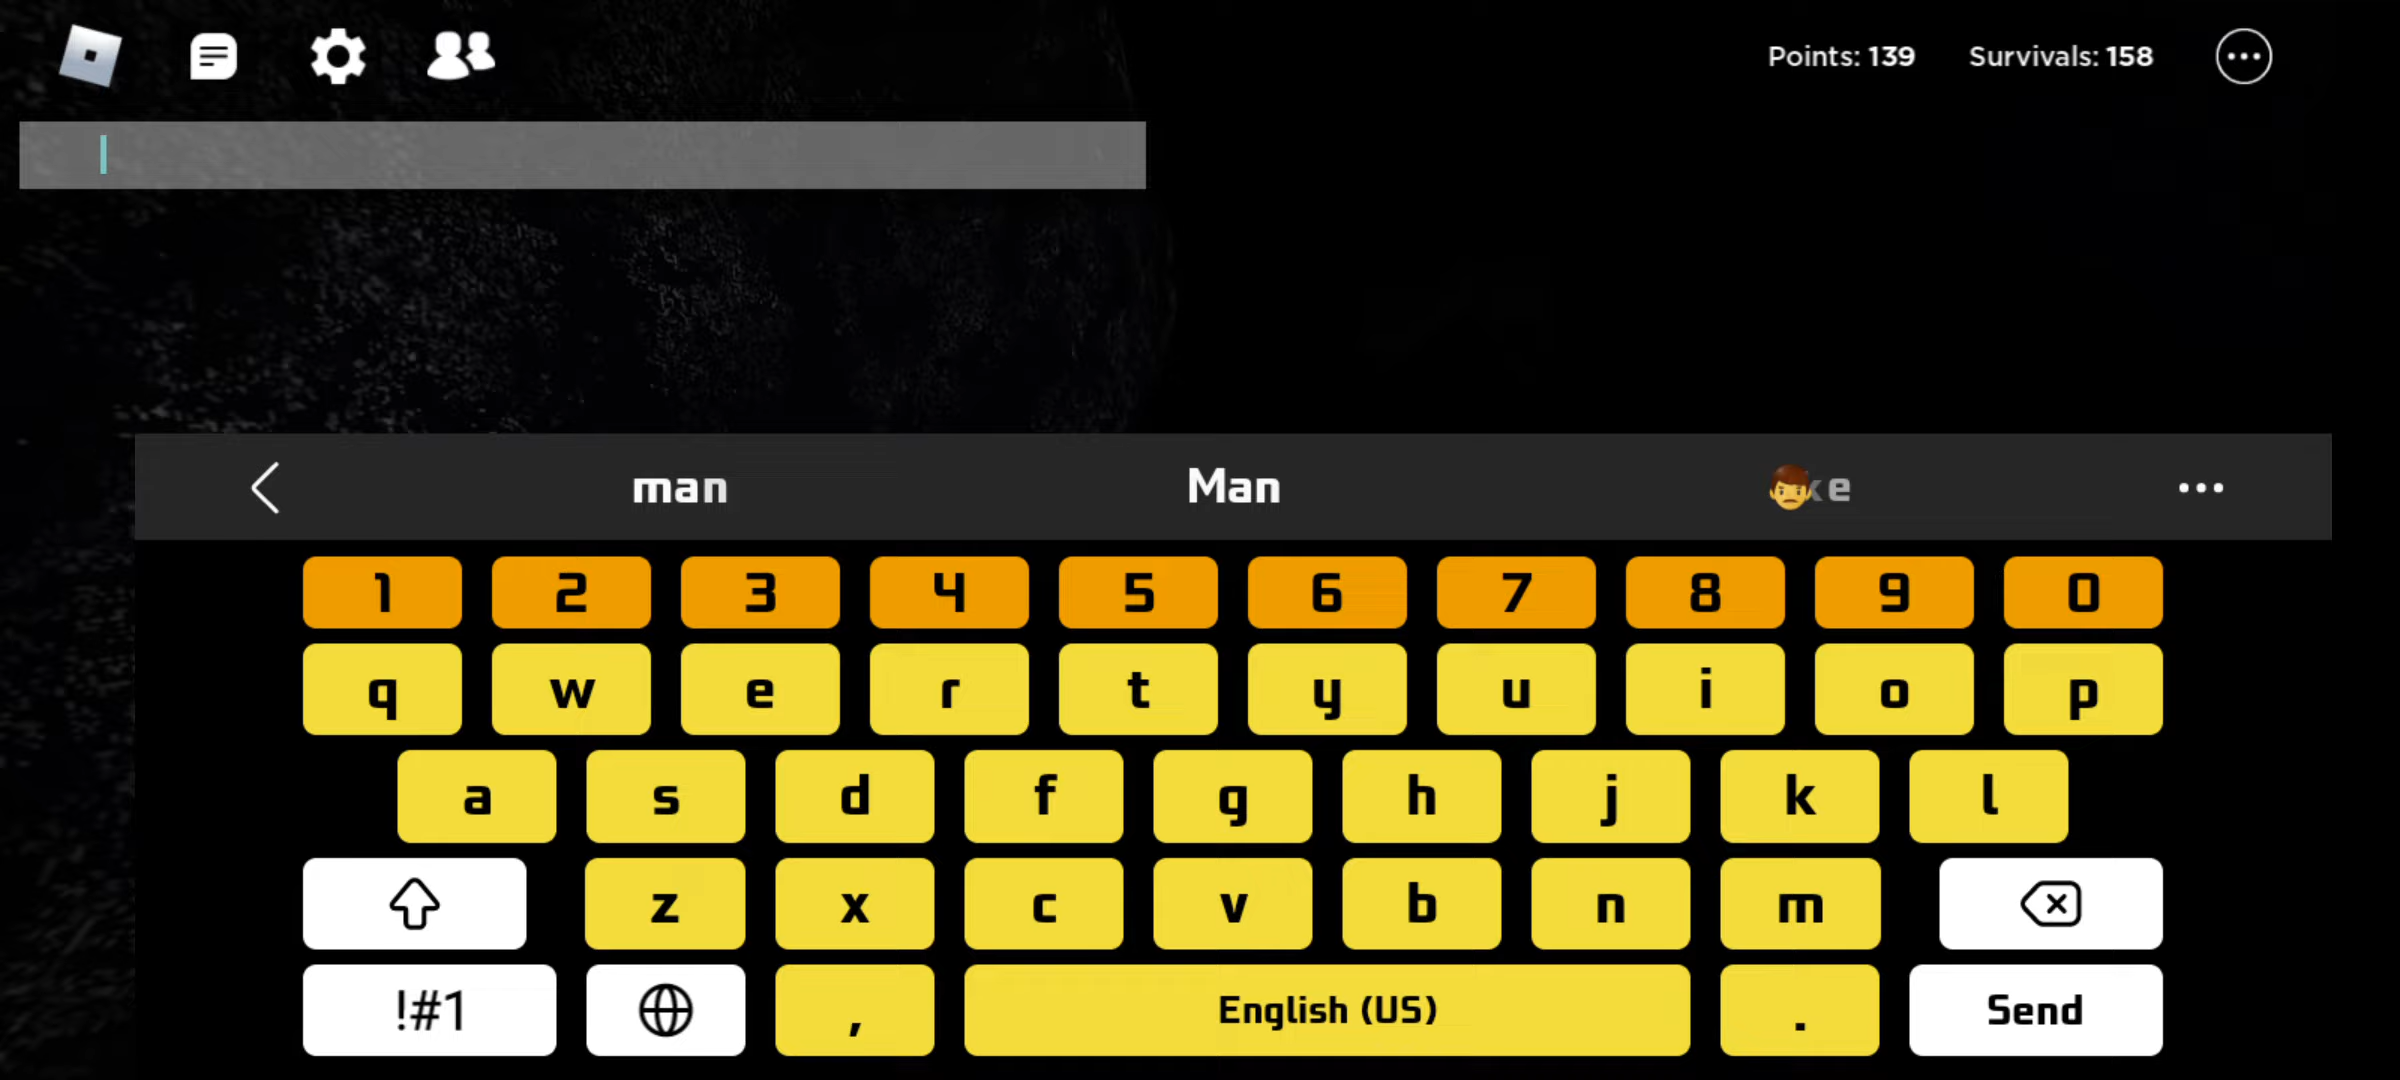 Points: 139 Survivals: 158
man Man
1 2 3 4 5 6 7 8 9 0
q w e r t y u i o p
a s d f g h j k l
z x c v b n m
!#1 , English (US) . Send